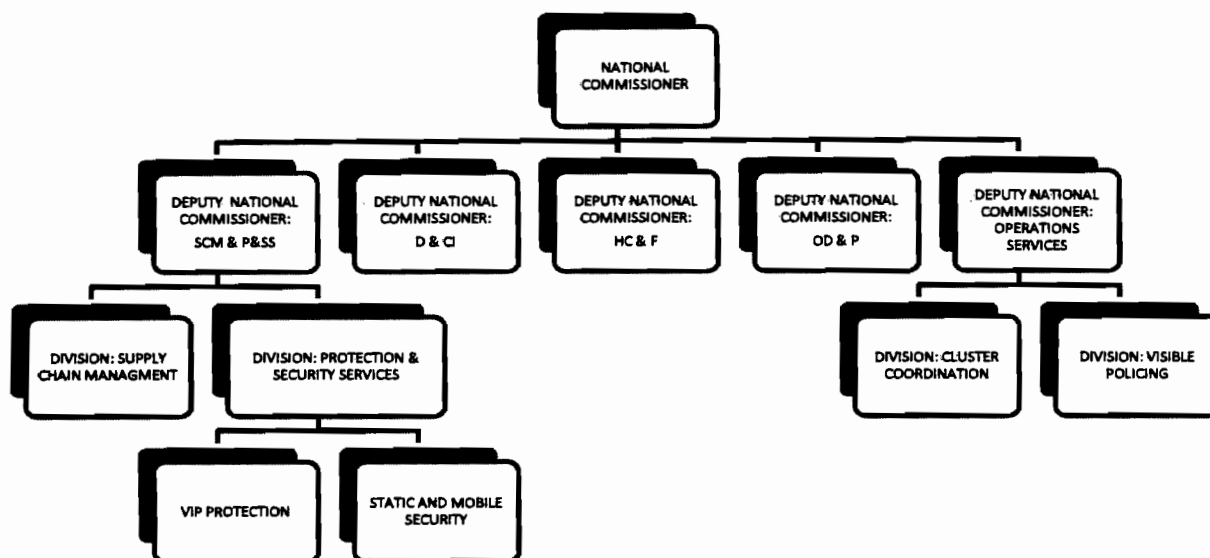 NATIONAL
COMMISSIONER
DEPUTY NATIONAL
COMMISSIONER:
SCM & P&SS
DEPUTY NATIONAL
COMMISSIONER:
D & CI
DEPUTY NATIONAL
COMMISSIONER:
HC & F
DEPUTY NATIONAL
COMMISSIONER:
OD & P
DEPUTY NATIONAL
COMMISSIONER:
OPERATIONS
SERVICES
DIVISION: SUPPLY
CHAIN MANAGMENT
DIVISION: PROTECTION &
SECURITY SERVICES
DIVISION: CLUSTER
COORDINATION
DIVISION: VISIBLE
POLICING
VIP PROTECTION
STATIC AND MOBILE
SECURITY